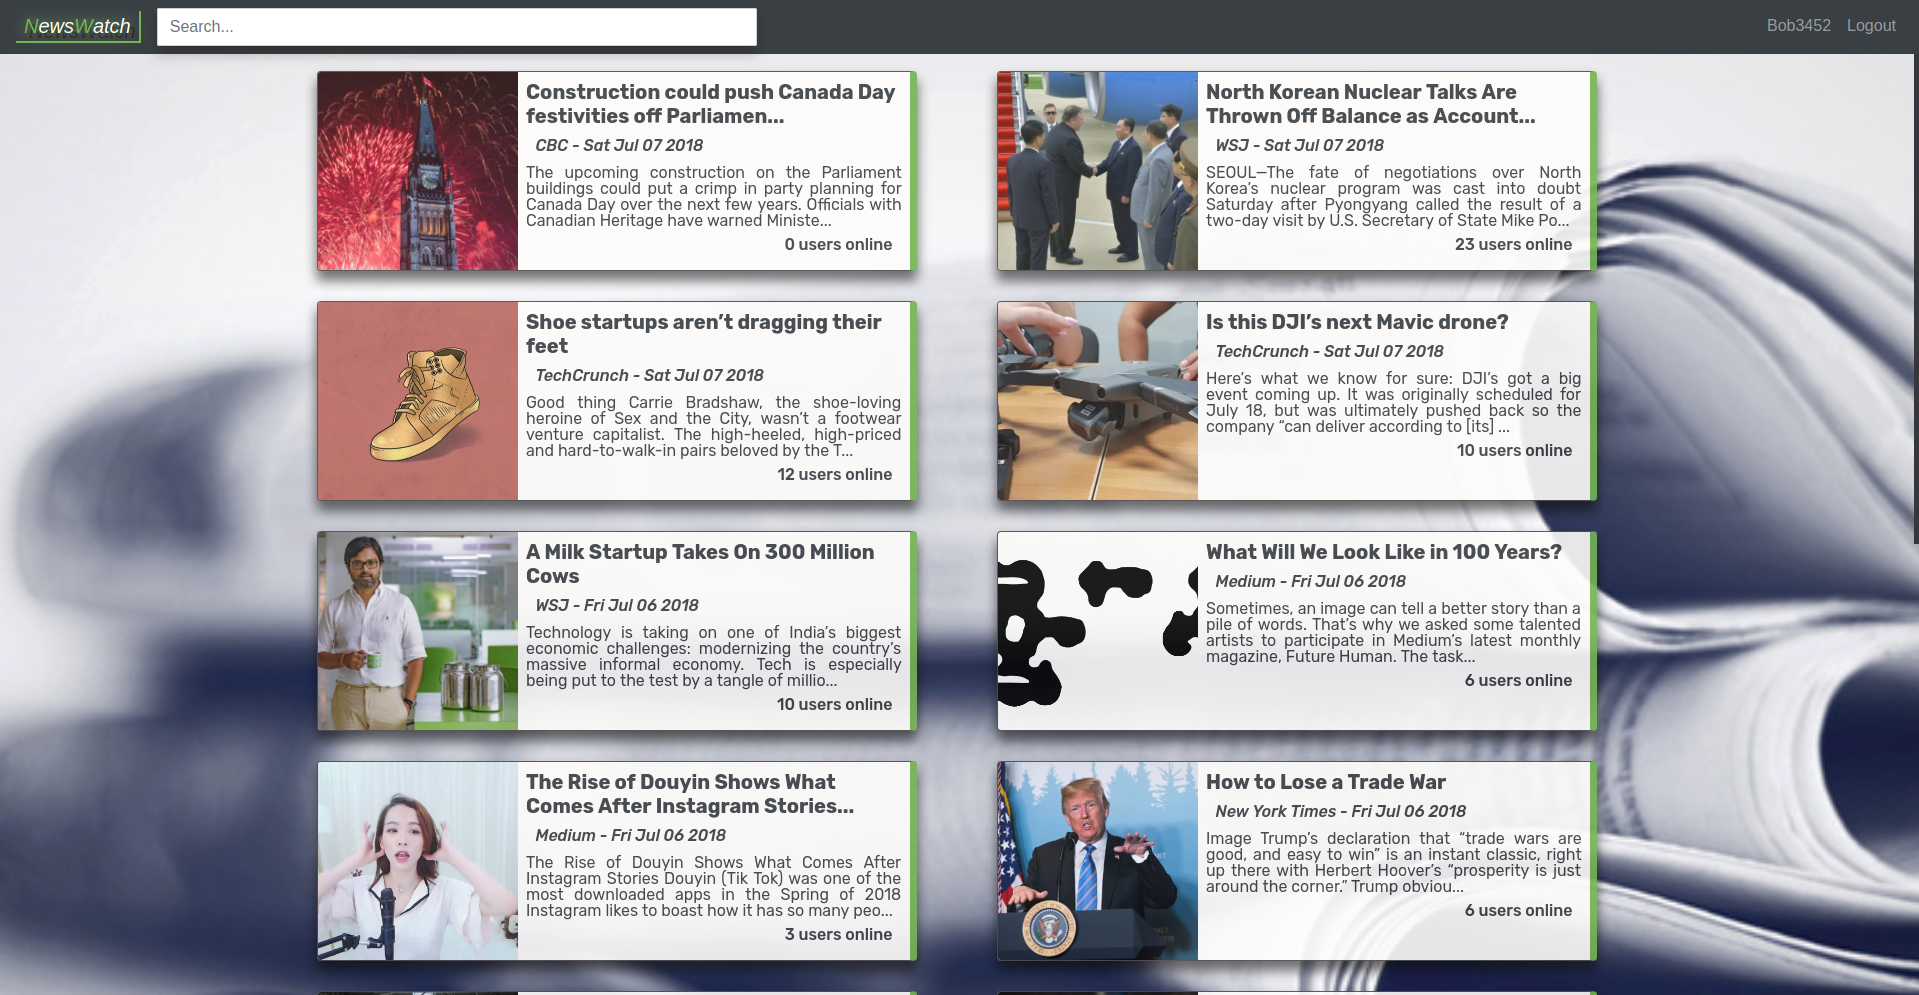 NewsWatch
Search...
Bob3452
Logout
Construction could push Canada Day
festivities off Parliamen...
CBC - Sat Jul 07 2018
The upcoming construction on the Parliament
buildings could put a crimp in party planning for
Canada Day over the next few years. Officials with
Canadian Heritage have warned Ministe...
0 users online
North Korean Nuclear Talks Are
Thrown Off Balance as Account...
WSJ - Sat Jul 07 2018
SEOUL—The fate of negotiations over North
Korea’s nuclear program was cast into doubt
Saturday after Pyongyang called the result of a
two-day visit by U.S. Secretary of State Mike Po...
23 users online
Shoe startups aren’t dragging their
feet
TechCrunch - Sat Jul 07 2018
Good thing Carrie Bradshaw, the shoe-loving
heroine of Sex and the City, wasn’t a footwear
venture capitalist. The high-heeled, high-priced
and hard-to-walk-in pairs beloved by the T...
12 users online
Is this DJI’s next Mavic drone?
TechCrunch - Sat Jul 07 2018
Here’s what we know for sure: DJI’s got a big
event coming up. It was originally scheduled for
July 18, but was ultimately pushed back so the
company “can deliver according to [its] ...
10 users online
A Milk Startup Takes On 300 Million
Cows
WSJ - Fri Jul 06 2018
Technology is taking on one of India’s biggest
economic challenges: modernizing the country’s
massive informal economy. Tech is especially
being put to the test by a tangle of millio...
10 users online
What Will We Look Like in 100 Years?
Medium - Fri Jul 06 2018
Sometimes, an image can tell a better story than a
pile of words. That’s why we asked some talented
artists to participate in Medium’s latest monthly
magazine, Future Human. The task...
6 users online
The Rise of Douyin Shows What
Comes After Instagram Stories...
Medium - Fri Jul 06 2018
The Rise of Douyin Shows What Comes After
Instagram Stories Douyin (Tik Tok) was one of the
most downloaded apps in the Spring of 2018
Instagram likes to boast how it has so many peo...
3 users online
How to Lose a Trade War
New York Times - Fri Jul 06 2018
Image Trump’s declaration that “trade wars are
good, and easy to win” is an instant classic, right
up there with Herbert Hoover’s “prosperity is just
around the corner.” Trump obviou...
6 users online